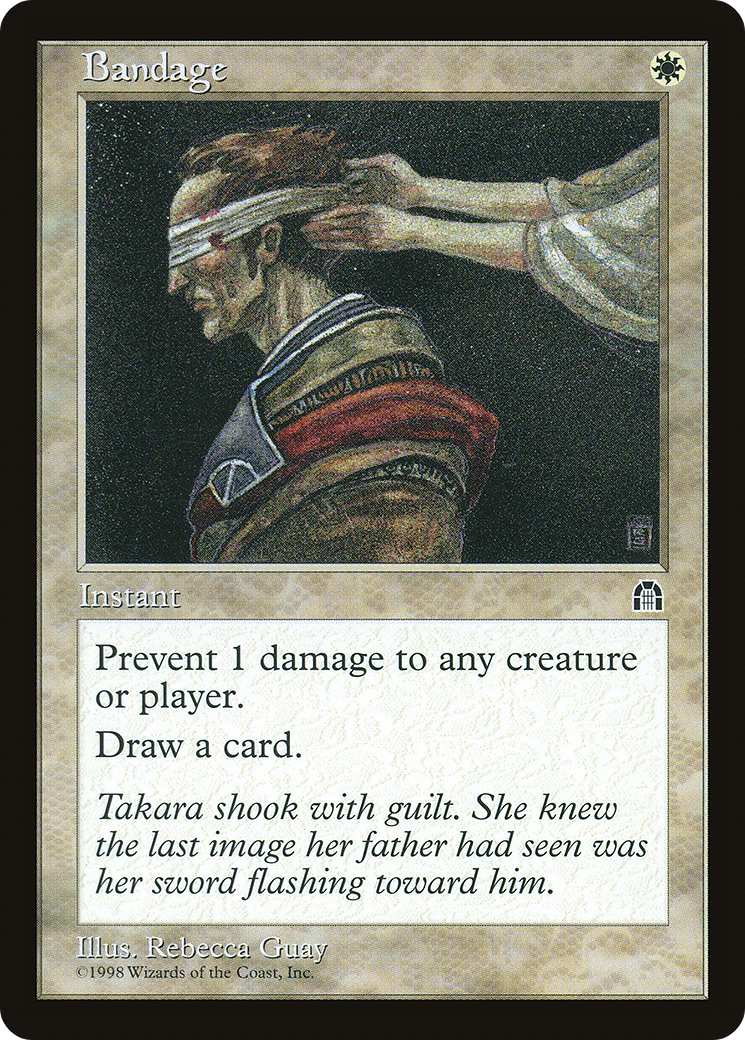 Bandage
Instant
Prevent 1 damage to any creature
or player.
Draw a card.
Takara shook with guilt. She knew
the last image her father had seen was
her sword flashing toward him.
Illus. Rebecca Guay
©1998 Wizards of the Coast, Inc.